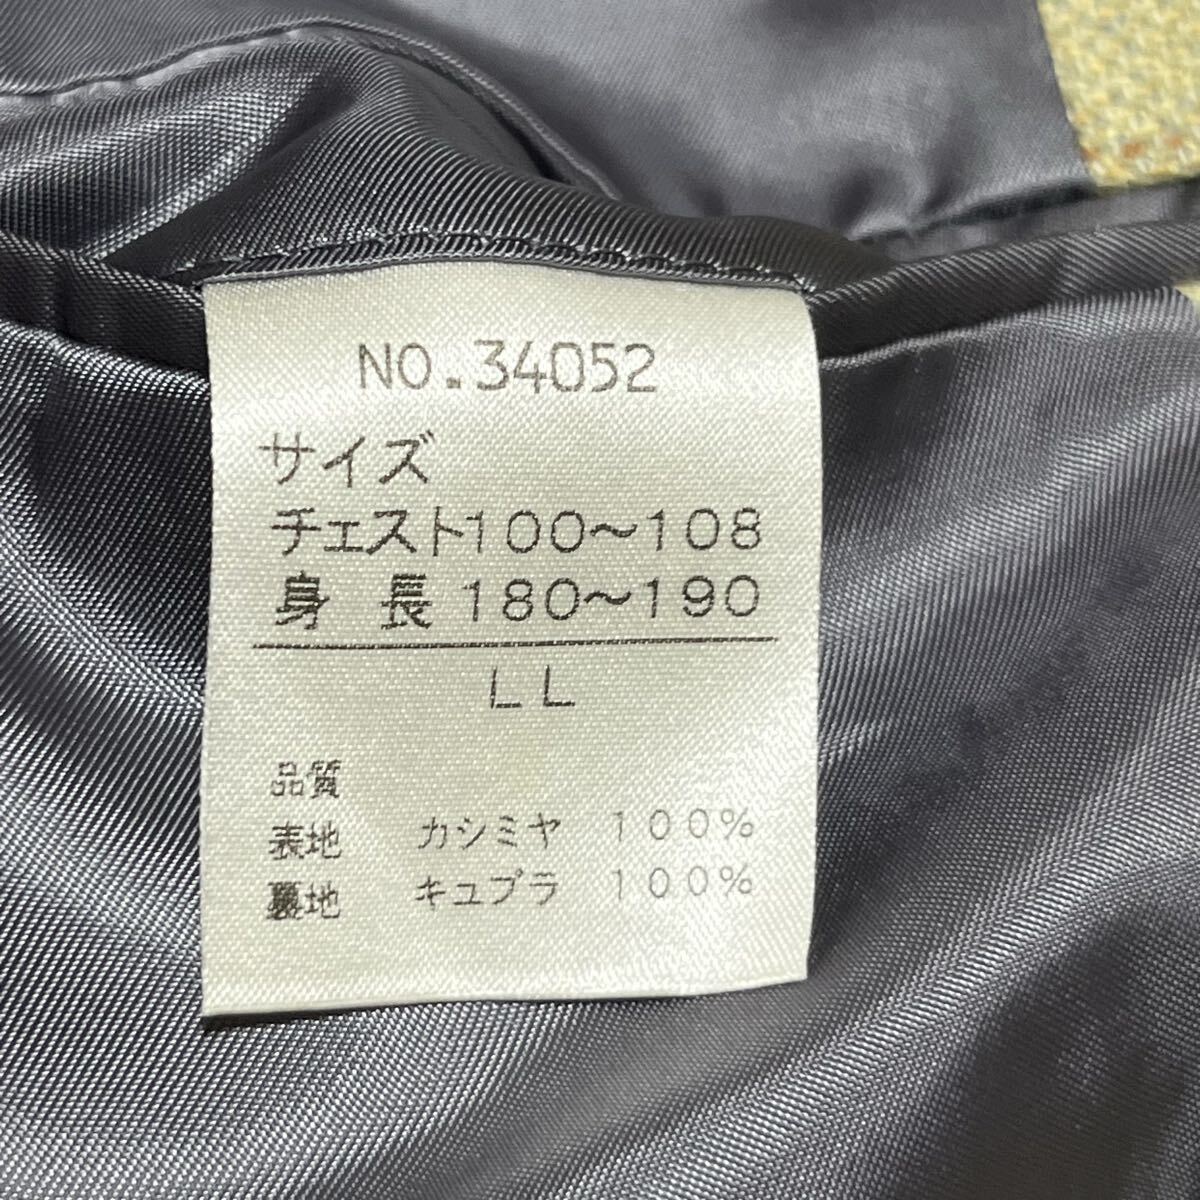 NO.34052
サイズ
チェスト100～108
身 長 180～190
LL
品質
表地 カシミヤ 100%
裏地 キュプラ 100%